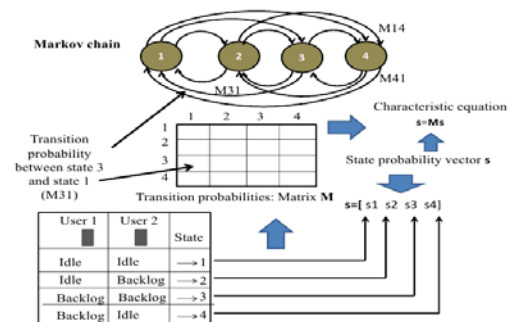 Markov chain
M14
1 2 3 4
M41
M31
Characteristic equation
s=Ms
Transition
probability
between state 3
and state 1
(M31)
1 2 3 4
1
2
3
4
Transition probabilities: Matrix M
State probability vector s
s=[ s1 s2 s3 s4]
User 1 User 2 State
Idle Idle → 1
Idle Backlog → 2
Backlog Backlog → 3
Backlog Idle → 4